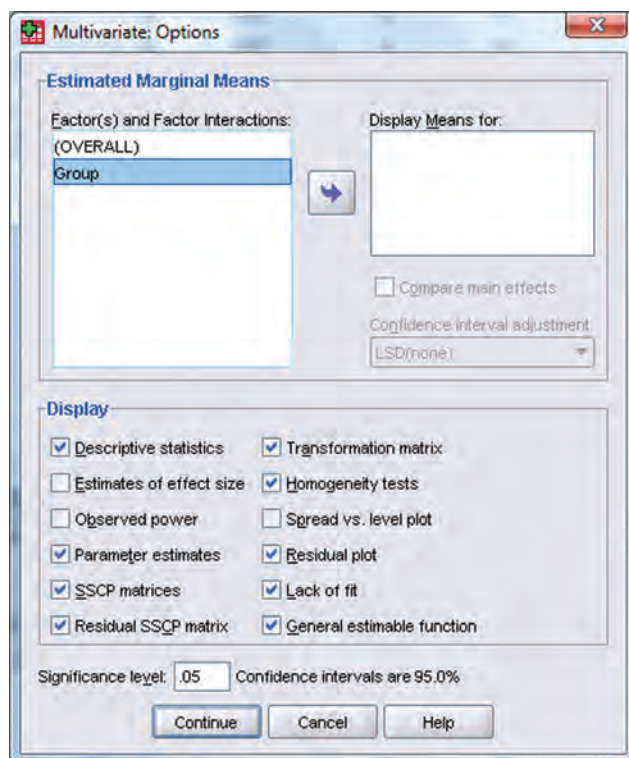 Multivariate: Options
Estimated Marginal Means
Factor(s) and Factor Interactions:
(OVERALL)
Group
Display Means for:
Compare main effects
Confidence interval adjustment
LSD(none)
Display
Descriptive statistics
Transformation matrix
Estimates of effect size
Homogeneity tests
Observed power
Spread vs. level plot
Parameter estimates
Residual plot
SSCP matrices
Lack of fit
Residual SSCP matrix
General estimable function
Significance level: .05 Confidence intervals are 95.0%
Continue
Cancel
Help